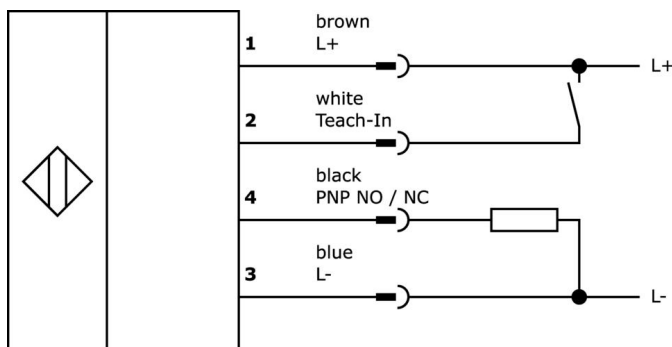 brown
1 L+
L+
white
2 Teach-In
black
4 PNP NO / NC
blue
3 L-
L-